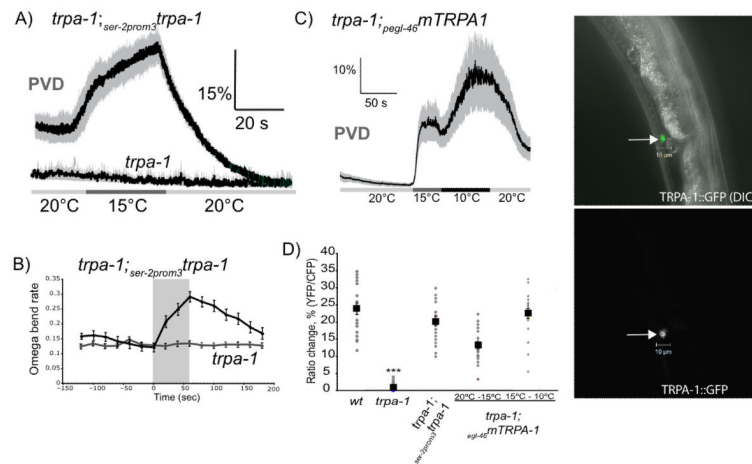 A) trpa-1;ser-2prom3trpa-1
PVD
15%
20 s
trpa-1
20°C 15°C 20°C
B) trpa-1;ser-2prom3trpa-1
Omega bend rate
0.35
0.3
0.25
0.2
0.15
0.1
0.05
0
trpa-1
-120 -50 0 50 100 150 200
Time (sec)
C) trpa-1;pegl-46mTRPA1
10%
50 s
PVD
20°C 15°C 10°C 20°C
D)
Ratio change, % (YFP/CFP)
40
35
30
25
20
15
10
5
0
***
20°C -15°C 15°C - 10°C
wt trpa-1
trpa-1;
ser-2prom3trpa-1
trpa-1;
egl-46mTRPA-1
10 μm
TRPA-1::GFP (DIC)
10 μm
TRPA-1::GFP